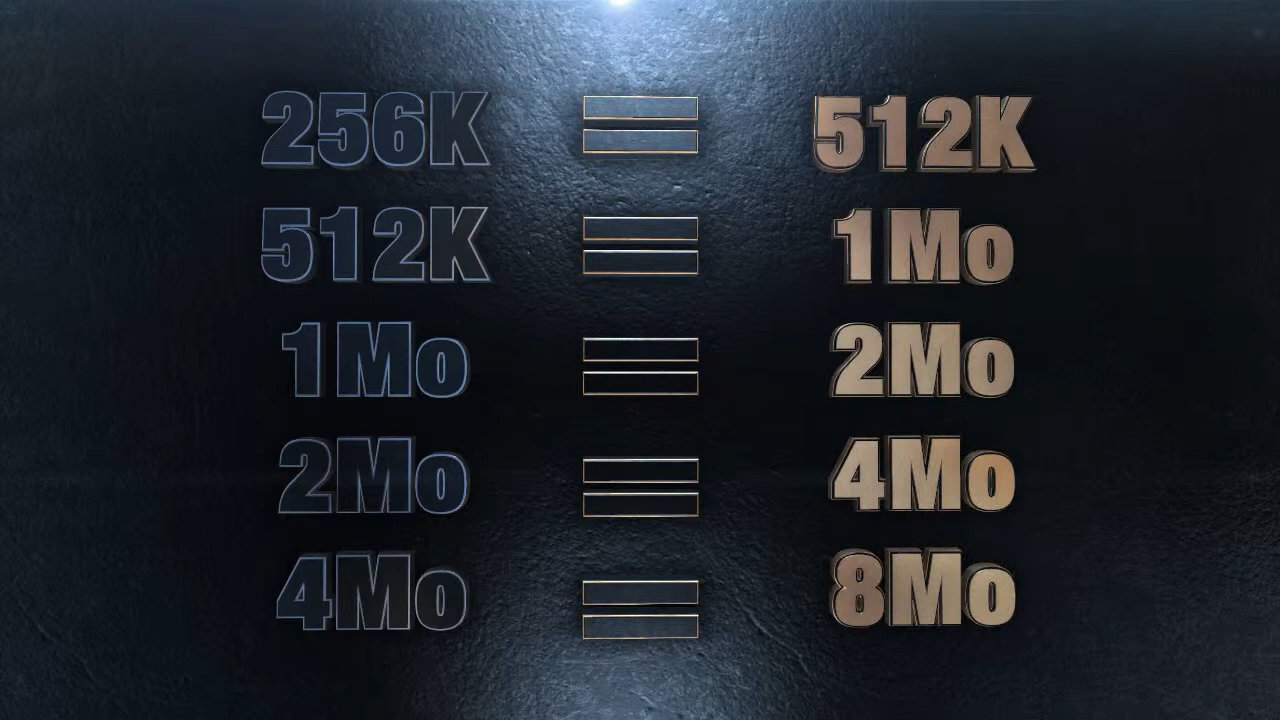 256K = 512K
512K = 1Mo
1Mo = 2Mo
2Mo = 4Mo
4Mo = 8Mo